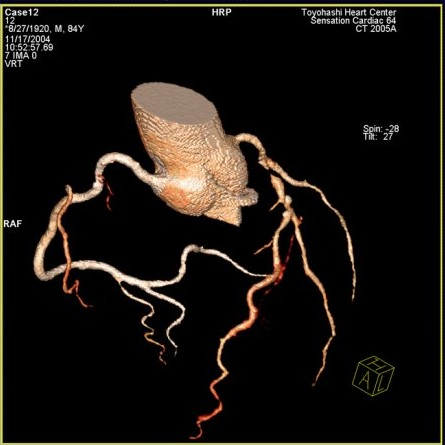 Case12
12
*8/27/1920, M, 84Y
11/17/2004
10:52:57.69
7 IMA 0
VRT
HRP
Toyohashi Heart Center
Sensation Cardiac 64
CT 2005A
Spin: -28
Tilt: 27
RAF
H
A
L